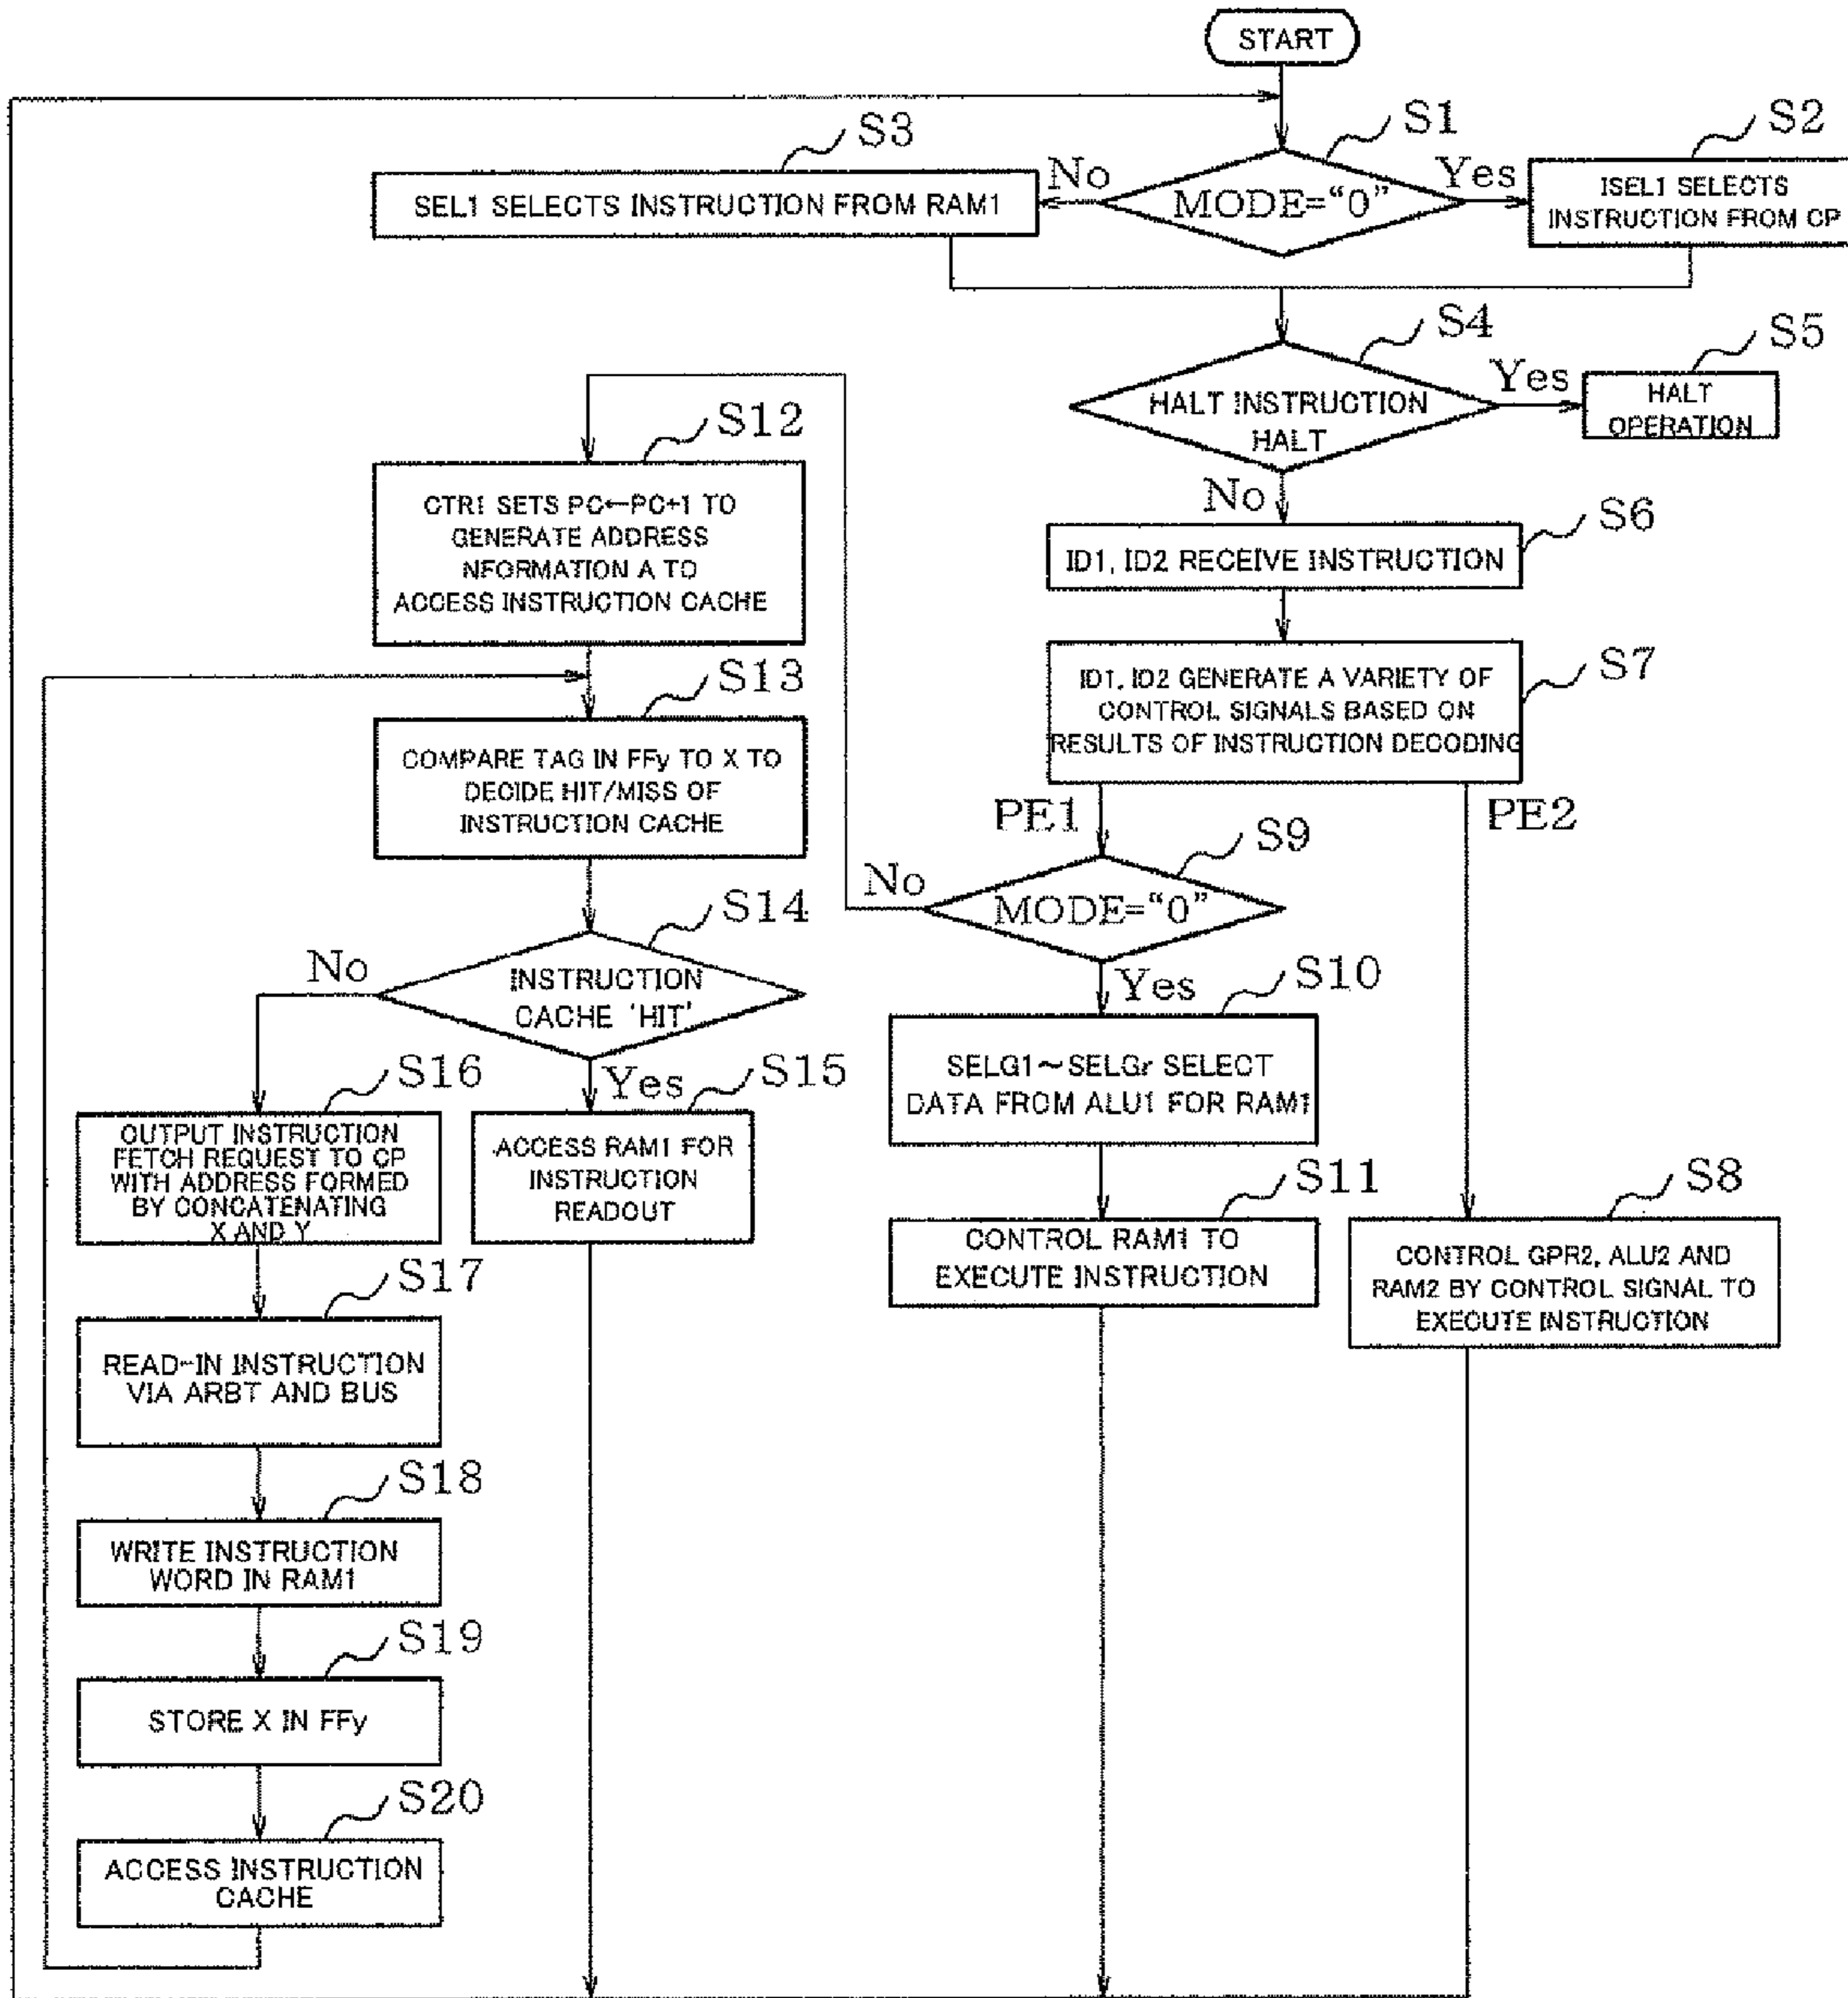 START
S1
S2
S3
No
MODE="0"
Yes
ISEL1 SELECTS
INSTRUCTION FROM CP
SEL1 SELECTS INSTRUCTION FROM RAM1
S4
S5
HALT INSTRUCTION
HALT
Yes
HALT
OPERATION
No
S6
ID1, ID2 RECEIVE INSTRUCTION
S7
ID1, ID2 GENERATE A VARIETY OF
CONTROL SIGNALS BASED ON
RESULTS OF INSTRUCTION DECODING
PE1
PE2
S9
No
MODE="0"
Yes
S10
SELG1~SELGr SELECT
DATA FROM ALU1 FOR RAM1
S11
CONTROL RAM1 TO
EXECUTE INSTRUCTION
S8
CONTROL GPR2, ALU2 AND
RAM2 BY CONTROL SIGNAL TO
EXECUTE INSTRUCTION
S12
CTR1 SETS PC←PC+1 TO
GENERATE ADDRESS
NFORMATION A TO
ACCESS INSTRUCTION CACHE
S13
COMPARE TAG IN FFy TO X TO
DECIDE HIT/MISS OF
INSTRUCTION CACHE
S14
No
INSTRUCTION
CACHE 'HIT'
Yes
S15
ACCESS RAM1 FOR
INSTRUCTION
READOUT
S16
OUTPUT INSTRUCTION
FETCH REQUEST TO CP
WITH ADDRESS FORMED
BY CONCATENATING
X AND Y
S17
READ-IN INSTRUCTION
VIA ARBT AND BUS
S18
WRITE INSTRUCTION
WORD IN RAM1
S19
STORE X IN FFy
S20
ACCESS INSTRUCTION
CACHE